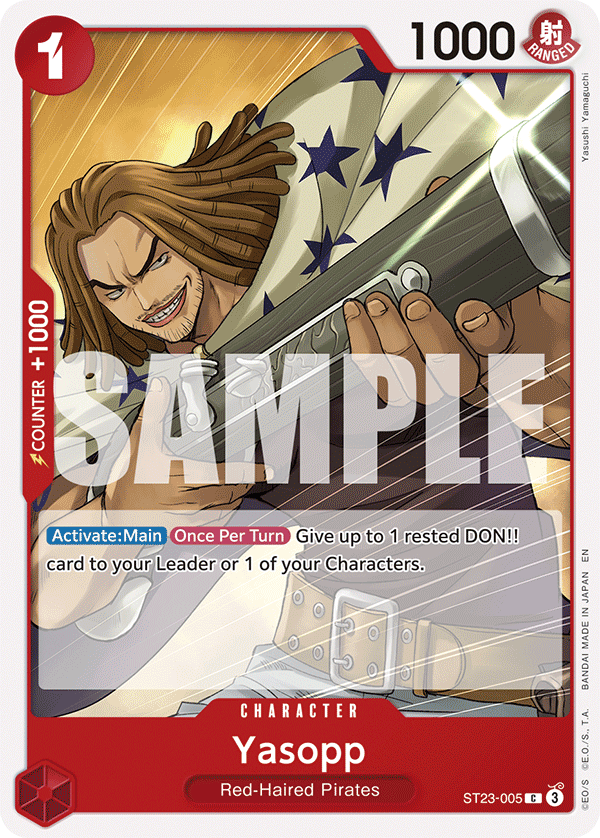 1
1000
射
RANGED
Yasushi Yamaguchi
COUNTER +1000
SAMPLE
Activate:Main Once Per Turn Give up to 1 rested DON!!
card to your Leader or 1 of your Characters.
©E.O./S., T.A. BANDAI MADE IN JAPAN EN
CHARACTER
Yasopp
Red-Haired Pirates
ST23-005 C 3
©EO/S